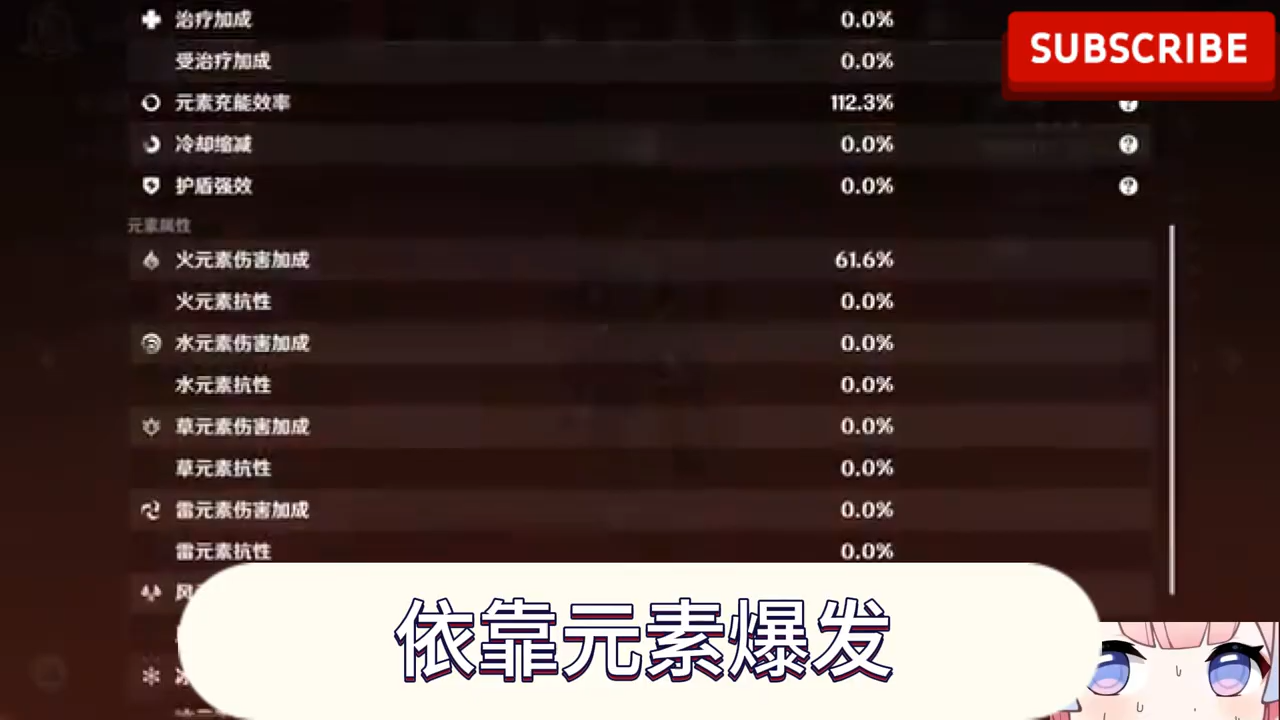 治疗加成 0.0%
SUBSCRIBE
受治疗加成 0.0%
元素充能效率 112.3%
冷却缩减 0.0%
护盾强效 0.0%
元素属性
火元素伤害加成 61.6%
火元素抗性 0.0%
水元素伤害加成 0.0%
水元素抗性 0.0%
草元素伤害加成 0.0%
草元素抗性 0.0%
雷元素伤害加成 0.0%
雷元素抗性 0.0%
风
依靠元素爆发